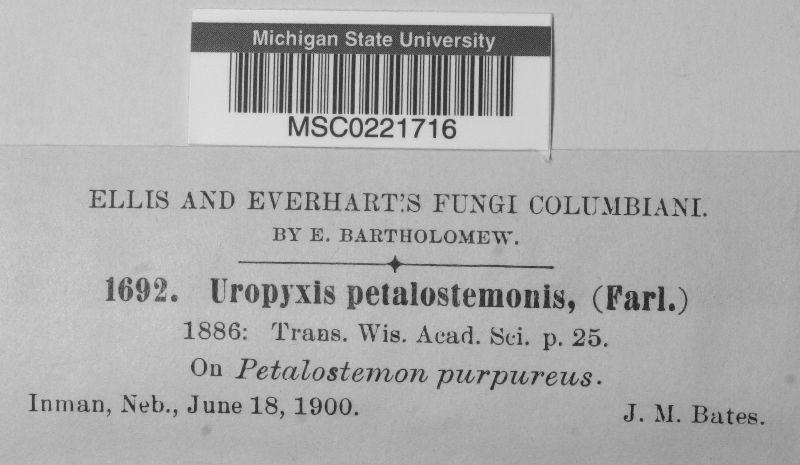 Michigan State University
MSC0221716
ELLIS AND EVERHART'S FUNGI COLUMBIANI.
BY E. BARTHOLOMEW.
1692. Uropyxis petalostemonis, (Farl.)
1886: Trans. Wis. Acad. Sci. p. 25.
On Petalostemon purpureus.
Inman, Neb., June 18, 1900. J. M. Bates.